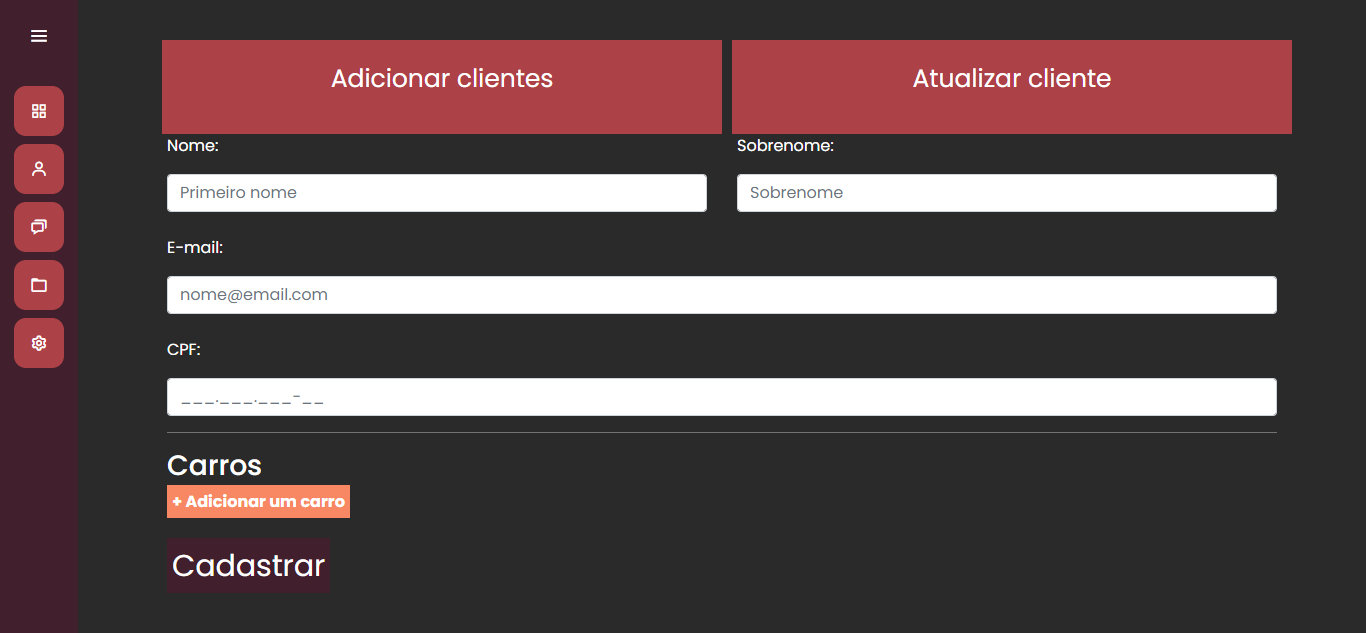 Adicionar clientes
Atualizar cliente
Nome:
Sobrenome:
Primeiro nome
Sobrenome
E-mail:
nome@email.com
CPF:
___.___.___-__
Carros
+ Adicionar um carro
Cadastrar